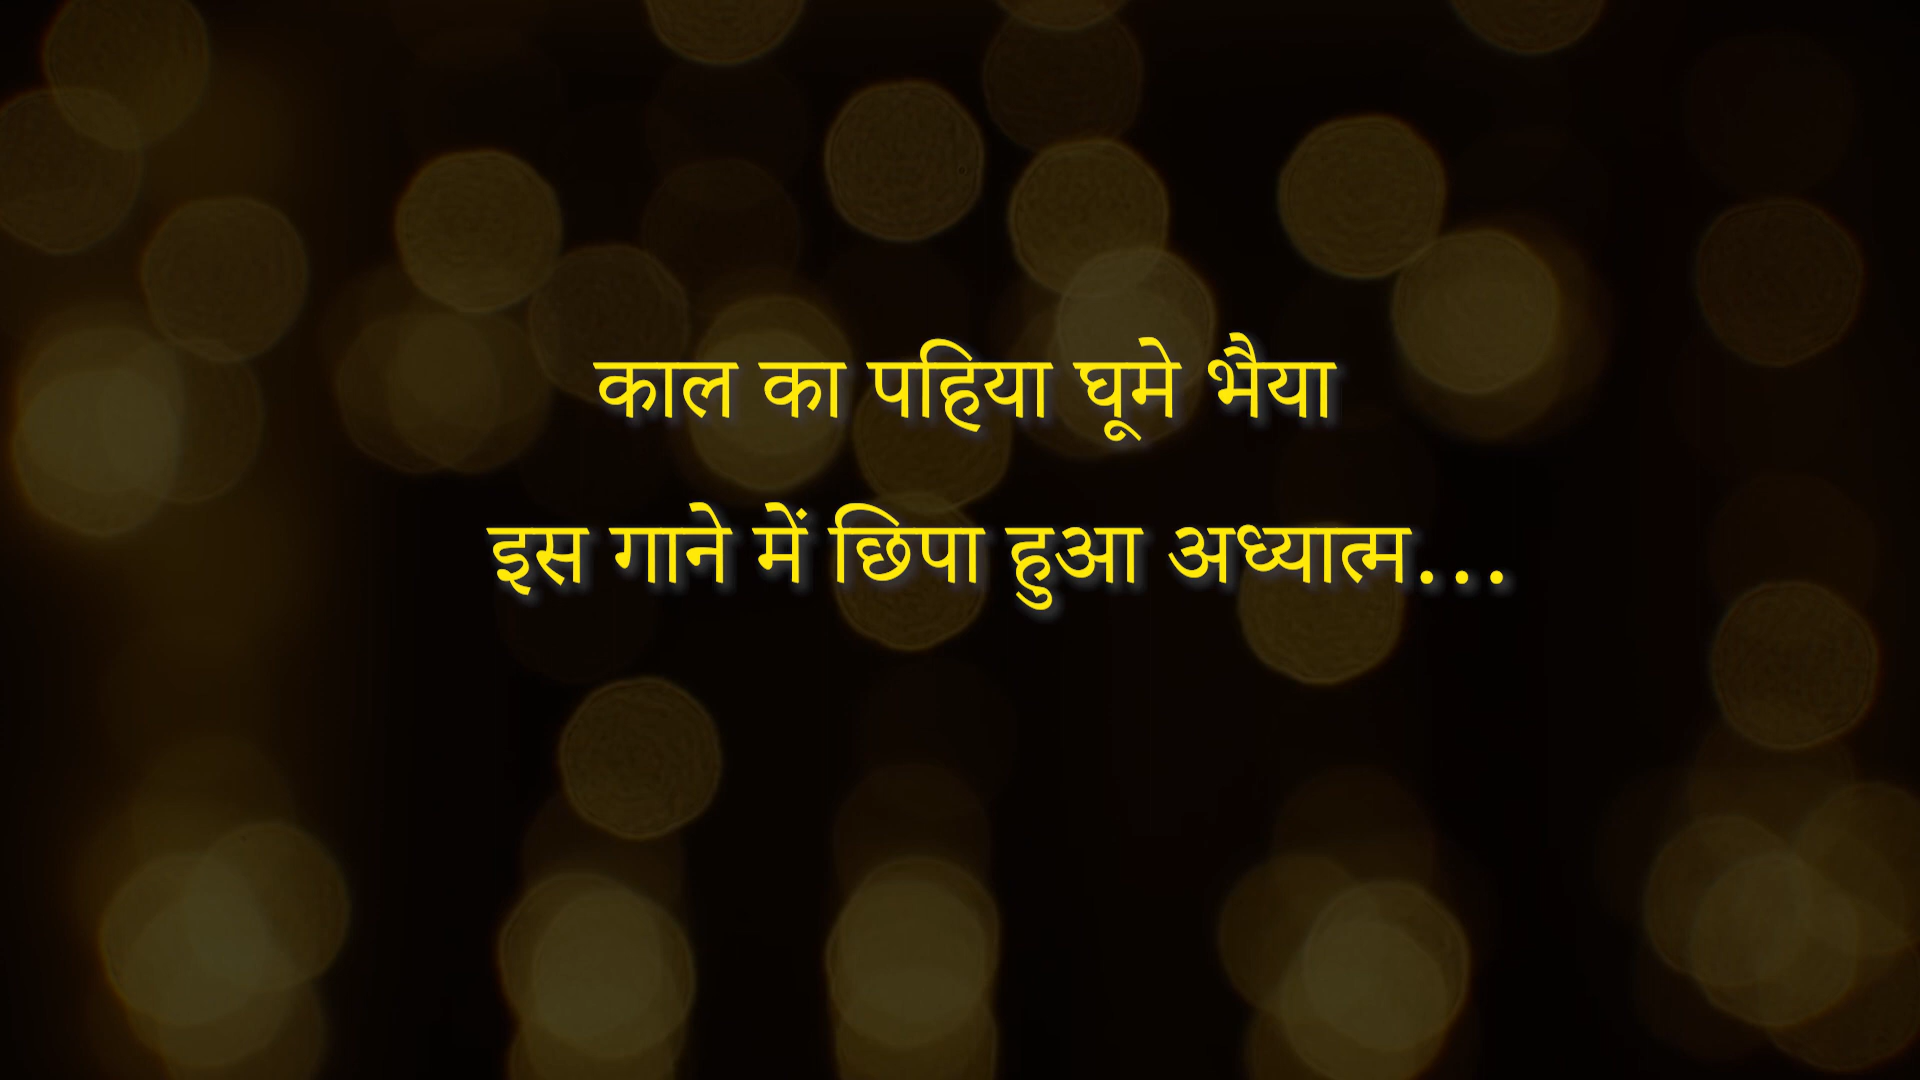 काल का पहिया घूमे भैया
इस गाने में छिपा हुआ अध्यात्म...